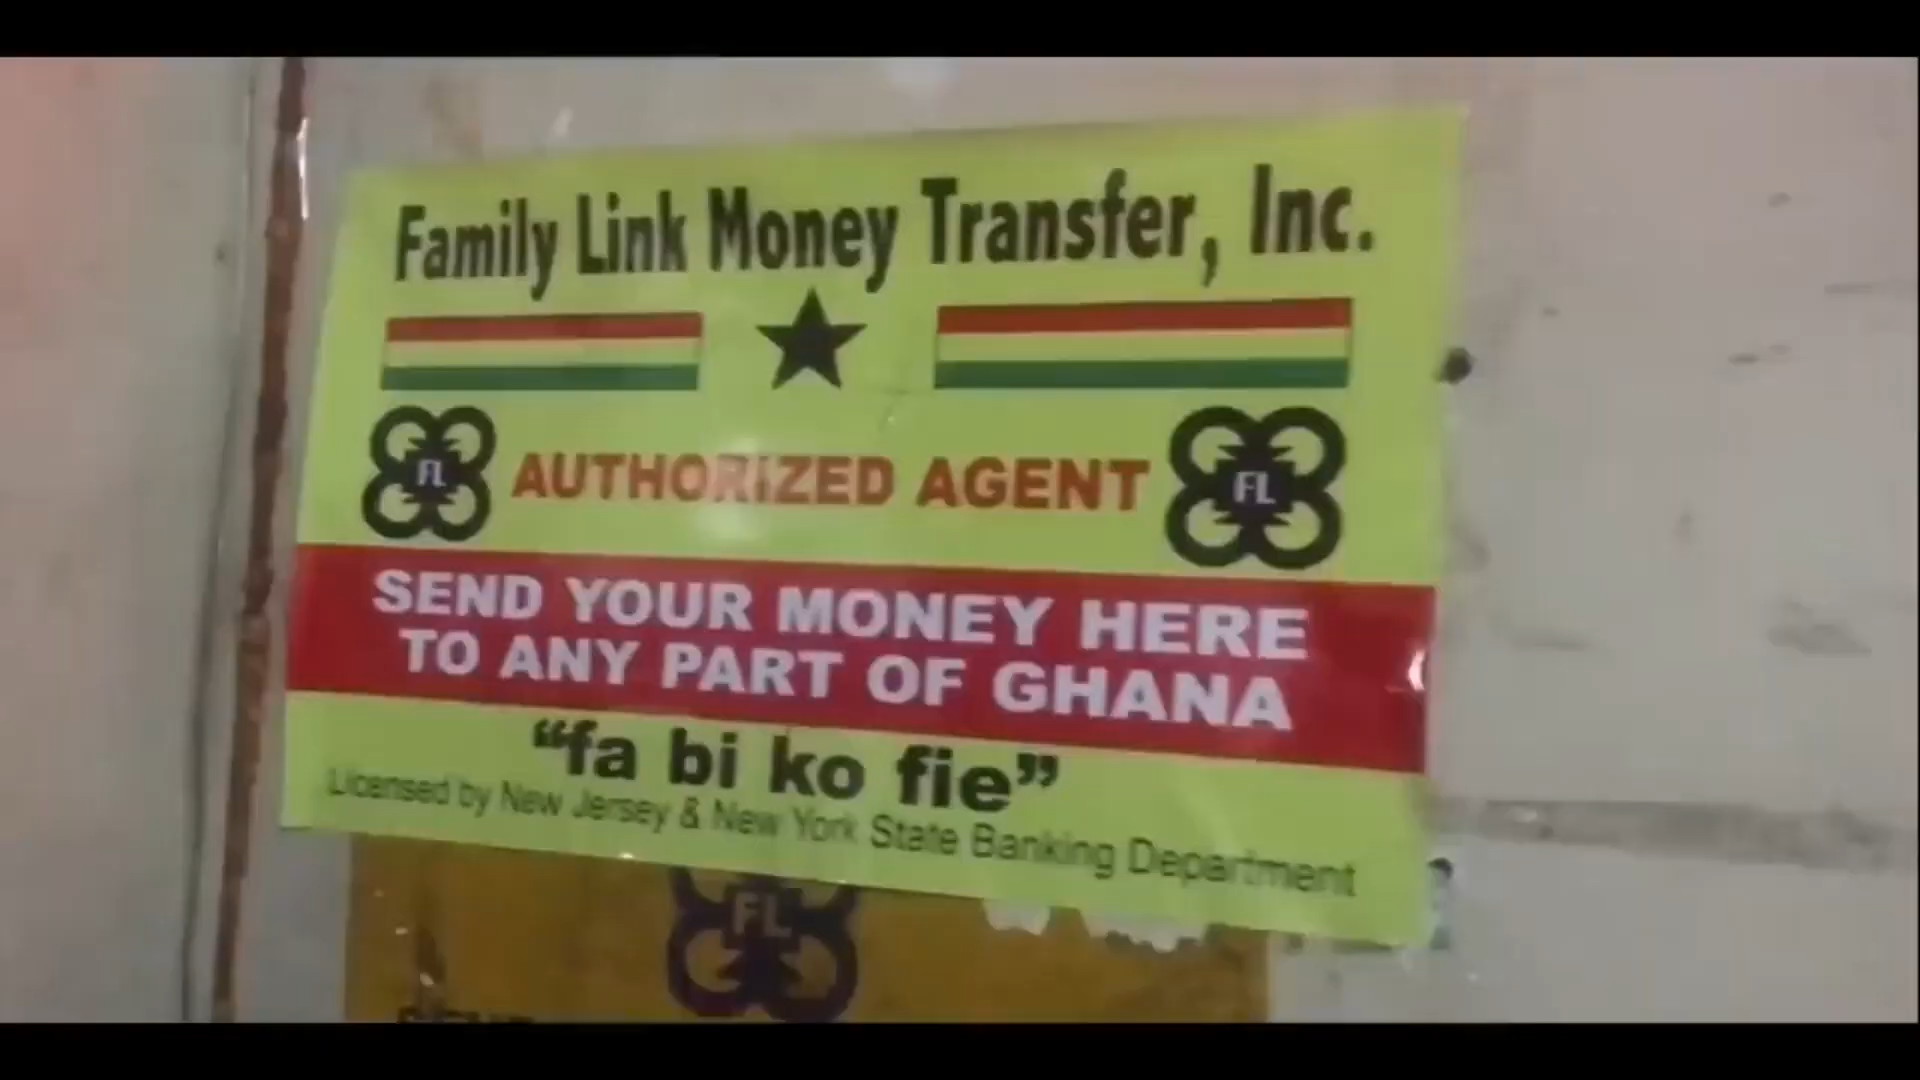 Family Link Money Transfer, Inc.
FL
AUTHORIZED AGENT
FL
SEND YOUR MONEY HERE
TO ANY PART OF GHANA
“fa bi ko fie”
Licensed by New Jersey & New York State Banking Department
FL